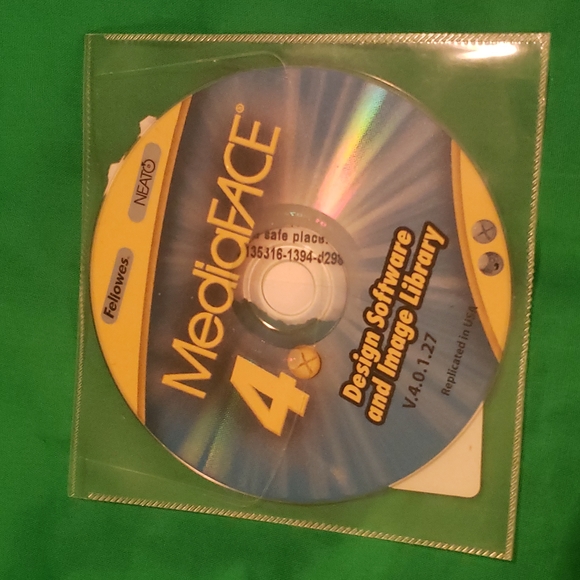 Fellowes.
NEATO
MediaFACE®
4
a safe place.
135316-1394-d298
Design Software
and Image Library
V.4.0.1.27
Replicated in USA